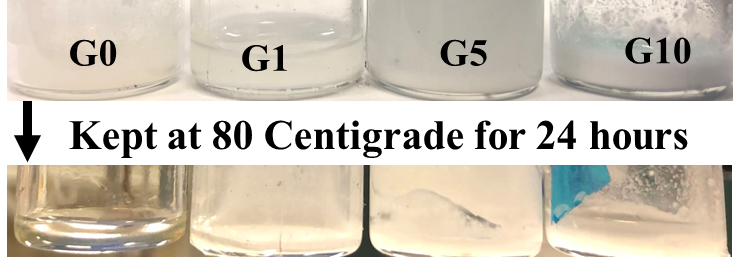 G0 G1 G5 G10
Kept at 80 Centigrade for 24 hours